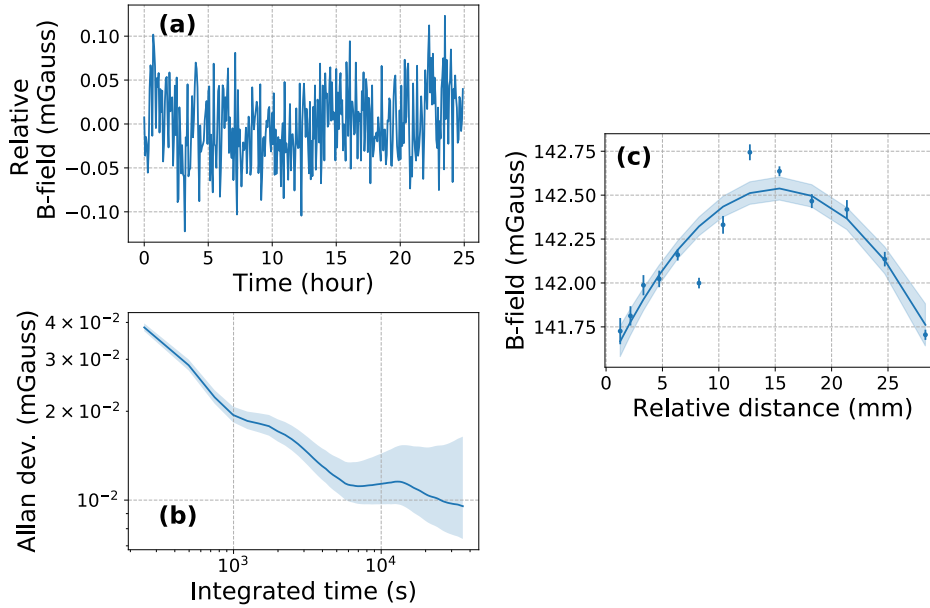 (a)
Relative
B-field (mGauss)
0.10
0.05
0.00
−0.05
−0.10
0
5
10
15
20
25
Time (hour)
(b)
Allan dev. (mGauss)
4 × 10⁻²
3 × 10⁻²
2 × 10⁻²
10⁻²
10³
10⁴
Integrated time (s)
(c)
B-field (mGauss)
142.75
142.50
142.25
142.00
141.75
0
5
10
15
20
25
Relative distance (mm)